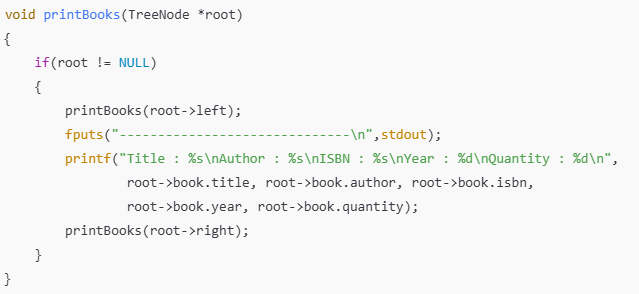 void printBooks(TreeNode *root)
{
    if(root != NULL)
    {
        printBooks(root->left);
        fputs("------------------------------\n",stdout);
        printf("Title : %s\nAuthor : %s\nISBN : %s\nYear : %d\nQuantity : %d\n",
                root->book.title, root->book.author, root->book.isbn,
                root->book.year, root->book.quantity);
        printBooks(root->right);
    }
}